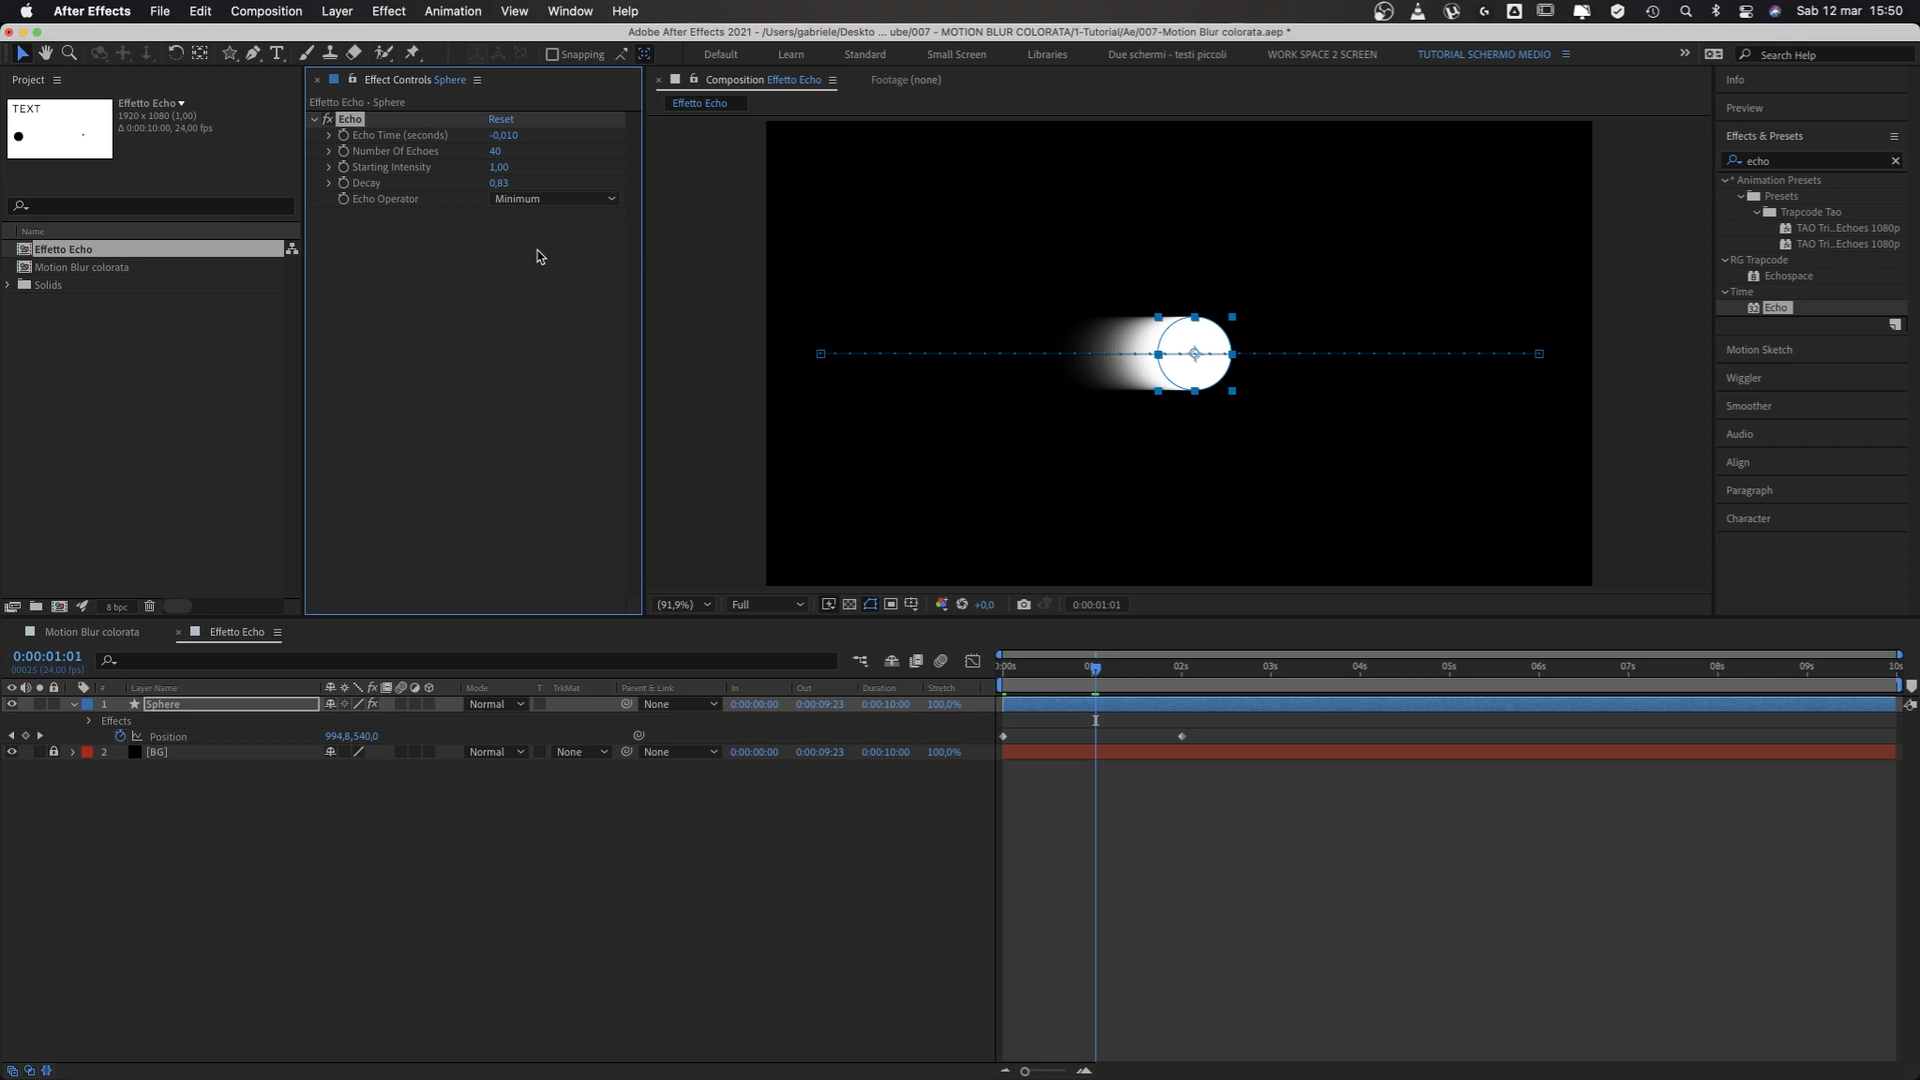 After Effects File Edit Composition Layer Effect Animation View Window Help Sab 12 mar 15:50
Adobe After Effects 2021 - /Users/gabriele/Deskto ... ube/007 - MOTION BLUR COLORATA/1-Tutorial/Ae/007-Motion Blur colorata.aep *
Snapping Default Learn Standard Small Screen Libraries Due schermi - testi piccoli WORK SPACE 2 SCREEN TUTORIAL SCHERMO MEDIO Search Help
Project
TEXT
Effetto Echo
1920 x 1080 (1,00)
Δ 0:00:10:00, 24,00 fps
Name
Effetto Echo
Motion Blur colorata
Solids
8 bpc
Effect Controls Sphere
Effetto Echo • Sphere
fx Echo Reset
Echo Time (seconds) -0,010
Number Of Echoes 40
Starting Intensity 1,00
Decay 0,83
Echo Operator Minimum
Composition Effetto Echo Footage (none)
Effetto Echo
(91,9%) Full +0,0 0:00:01:01
Info
Preview
Effects & Presets
echo
* Animation Presets
Presets
Trapcode Tao
TAO Tri...Echoes 1080p
TAO Tri...Echoes 1080p
RG Trapcode
Echospace
Time
32 Echo
Motion Sketch
Wiggler
Smoother
Audio
Align
Paragraph
Character
Motion Blur colorata Effetto Echo
0:00:01:01
00025 (24.00 fps)
# Layer Name fx Mode T TrkMat Parent & Link In Out Duration Stretch
1 Sphere fx Normal None 0:00:00:00 0:00:09:23 0:00:10:00 100,0%
Effects
Position 994,8,540,0
2 [BG] Normal None None 0:00:00:00 0:00:09:23 0:00:10:00 100,0%
02s 03s 04s 05s 06s 07s 08s 09s 10s